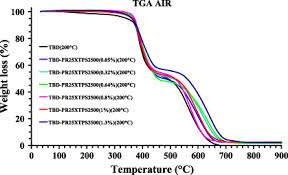 TGA AIR
Weight loss (%)
100
80
60
40
20
0
TBD(200°C)
TBD-PR25XTPS2500(0.05%)(200°C)
TBD-PR25XTPS2500(0.32%)(200°C)
TBD-PR25XTPS2500(0.64%)(200°C)
TBD-PR25XTPS2500(0.8%)(200°C)
TBD-PR25XTPS2500(1%)(200°C)
TBD-PR25XTPS2500(1.3%)(200°C)
0 100 200 300 400 500 600 700 800 900
Temperature (°C)